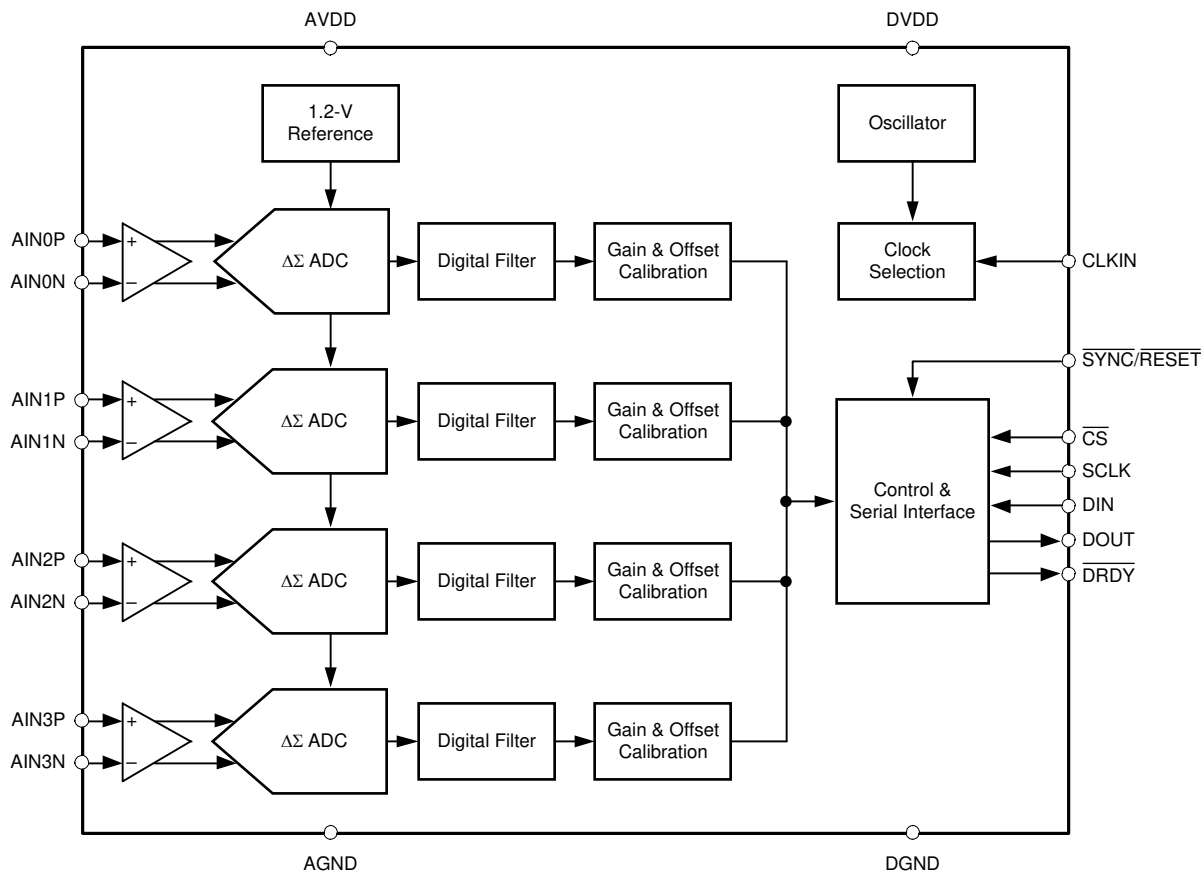 AVDD
DVDD
1.2-V
Reference
Oscillator
AIN0P
AIN0N
+
−
ΔΣ ADC
Digital Filter
Gain & Offset
Calibration
Clock
Selection
CLKIN
SYNC/RESET
AIN1P
AIN1N
+
−
ΔΣ ADC
Digital Filter
Gain & Offset
Calibration
Control &
Serial Interface
CS
SCLK
DIN
DOUT
DRDY
AIN2P
AIN2N
+
−
ΔΣ ADC
Digital Filter
Gain & Offset
Calibration
AIN3P
AIN3N
+
−
ΔΣ ADC
Digital Filter
Gain & Offset
Calibration
AGND
DGND